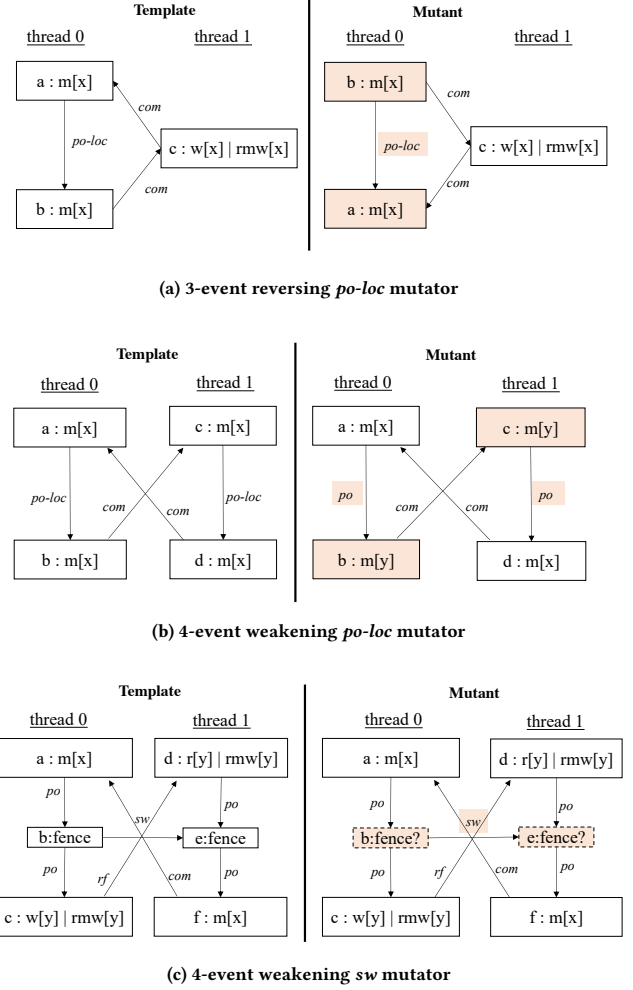 Template Mutant
thread 0 thread 1 thread 0 thread 1
a : m[x] b : m[x]
com com
po-loc c : w[x] | rmw[x] po-loc c : w[x] | rmw[x]
com com
b : m[x] a : m[x]
(a) 3-event reversing po-loc mutator
Template Mutant
thread 0 thread 1 thread 0 thread 1
a : m[x] c : m[x] a : m[x] c : m[y]
po-loc com com po-loc po com com po
b : m[x] d : m[x] b : m[y] d : m[x]
(b) 4-event weakening po-loc mutator
Template Mutant
thread 0 thread 1 thread 0 thread 1
a : m[x] d : r[y] | rmw[y] a : m[x] d : r[y] | rmw[y]
po sw po po sw po
b:fence e:fence b:fence? e:fence?
po rf com po po rf com po
c : w[y] | rmw[y] f : m[x] c : w[y] | rmw[y] f : m[x]
(c) 4-event weakening sw mutator